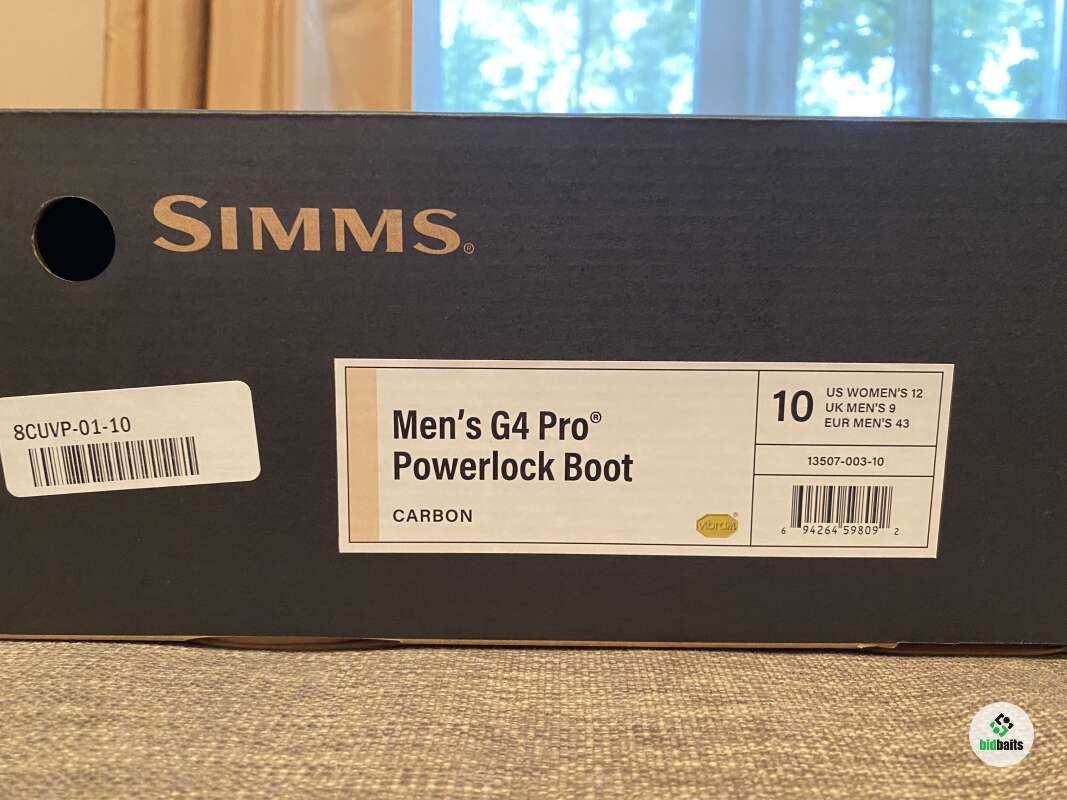 SIMMS®
8CUVP-01-10
Men's G4 Pro®
Powerlock Boot
CARBON
vibram®
10
US WOMEN'S 12
UK MEN'S 9
EUR MEN'S 43
13507-003-10
6 94264 59809 2
bidbaits